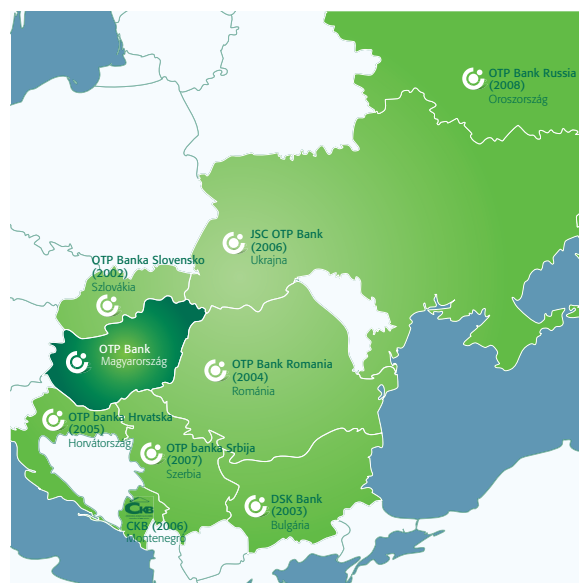 OTP Bank Russia
(2008)
Oroszország
JSC OTP Bank
(2006)
Ukrajna
OTP Banka Slovensko
(2002)
Szlovákia
OTP Bank
Magyarország
OTP Bank Romania
(2004)
Románia
OTP banka Hrvatska
(2005)
Horvátország
OTP banka Srbija
(2007)
Szerbia
DSK Bank
(2003)
Bulgária
CKB
CKB (2006)
Montenegró